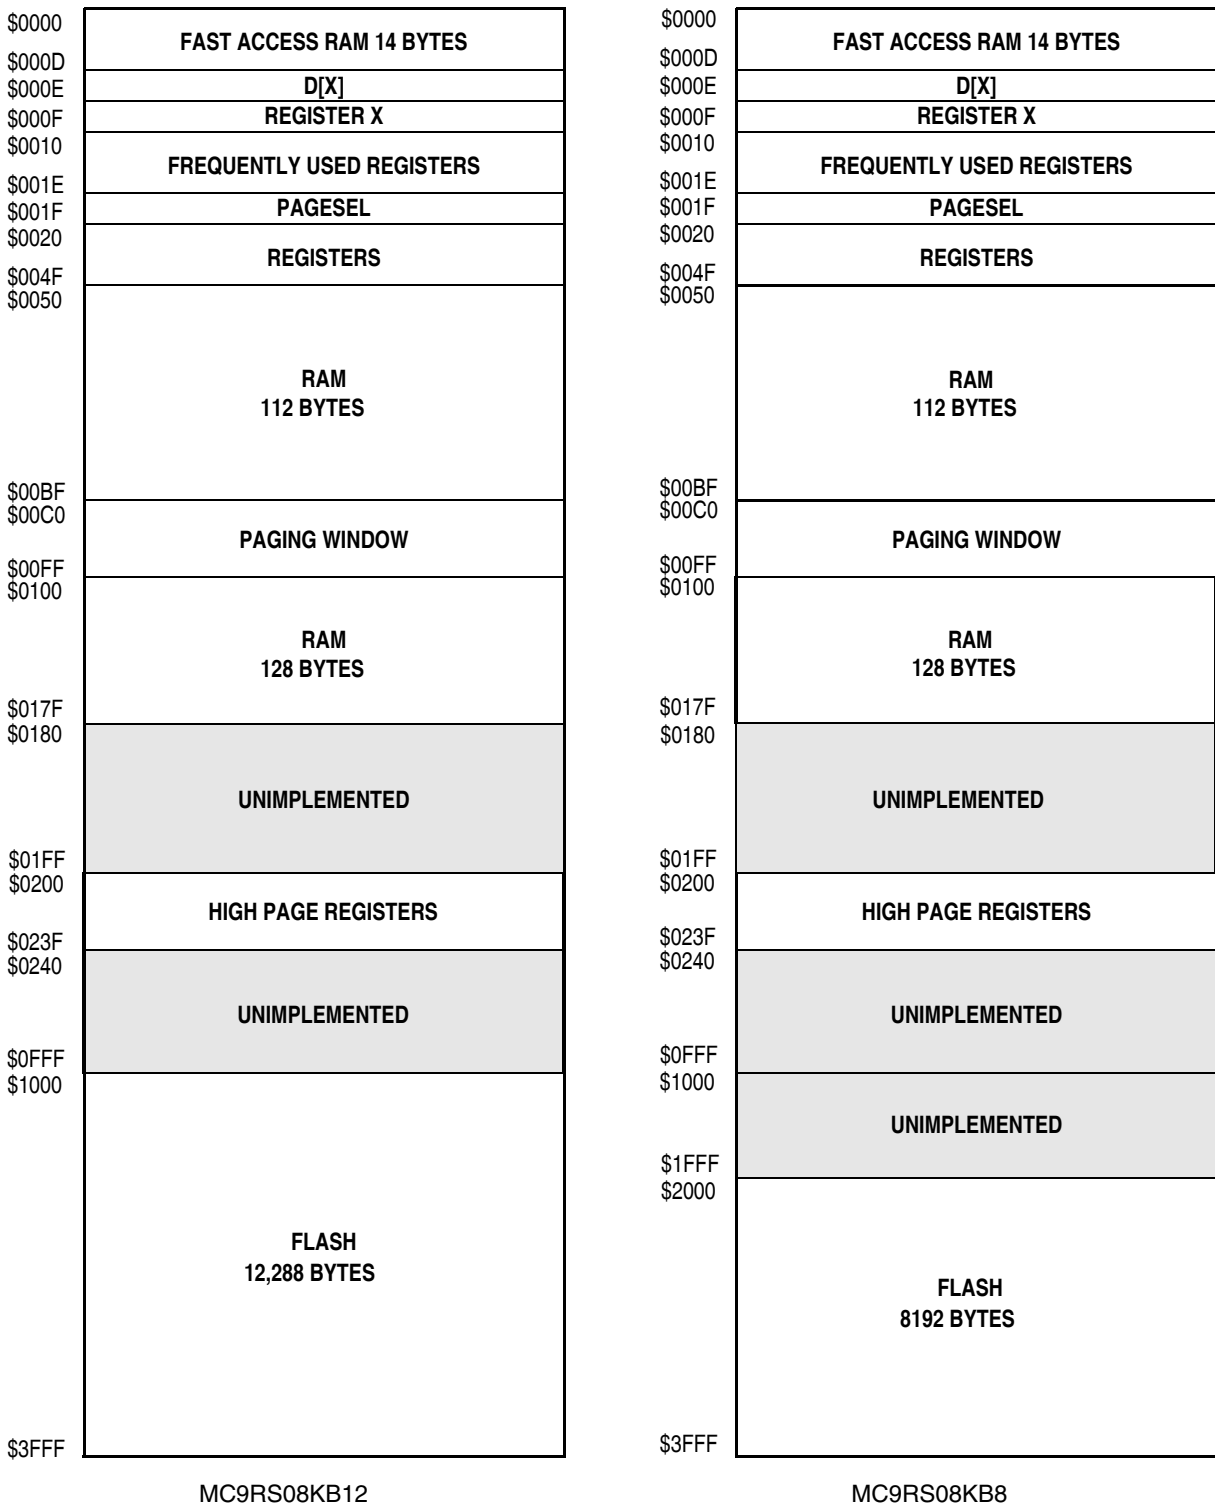 $0000
FAST ACCESS RAM 14 BYTES
$000D
$000E
D[X]
$000F
REGISTER X
$0010
FREQUENTLY USED REGISTERS
$001E
$001F
PAGESEL
$0020
REGISTERS
$004F
$0050
RAM
112 BYTES
$00BF
$00C0
PAGING WINDOW
$00FF
$0100
RAM
128 BYTES
$017F
$0180
UNIMPLEMENTED
$01FF
$0200
HIGH PAGE REGISTERS
$023F
$0240
UNIMPLEMENTED
$0FFF
$1000
FLASH
12,288 BYTES
$3FFF
MC9RS08KB12
$0000
FAST ACCESS RAM 14 BYTES
$000D
$000E
D[X]
$000F
REGISTER X
$0010
FREQUENTLY USED REGISTERS
$001E
$001F
PAGESEL
$0020
REGISTERS
$004F
$0050
RAM
112 BYTES
$00BF
$00C0
PAGING WINDOW
$00FF
$0100
RAM
128 BYTES
$017F
$0180
UNIMPLEMENTED
$01FF
$0200
HIGH PAGE REGISTERS
$023F
$0240
UNIMPLEMENTED
$0FFF
$1000
UNIMPLEMENTED
$1FFF
$2000
FLASH
8192 BYTES
$3FFF
MC9RS08KB8